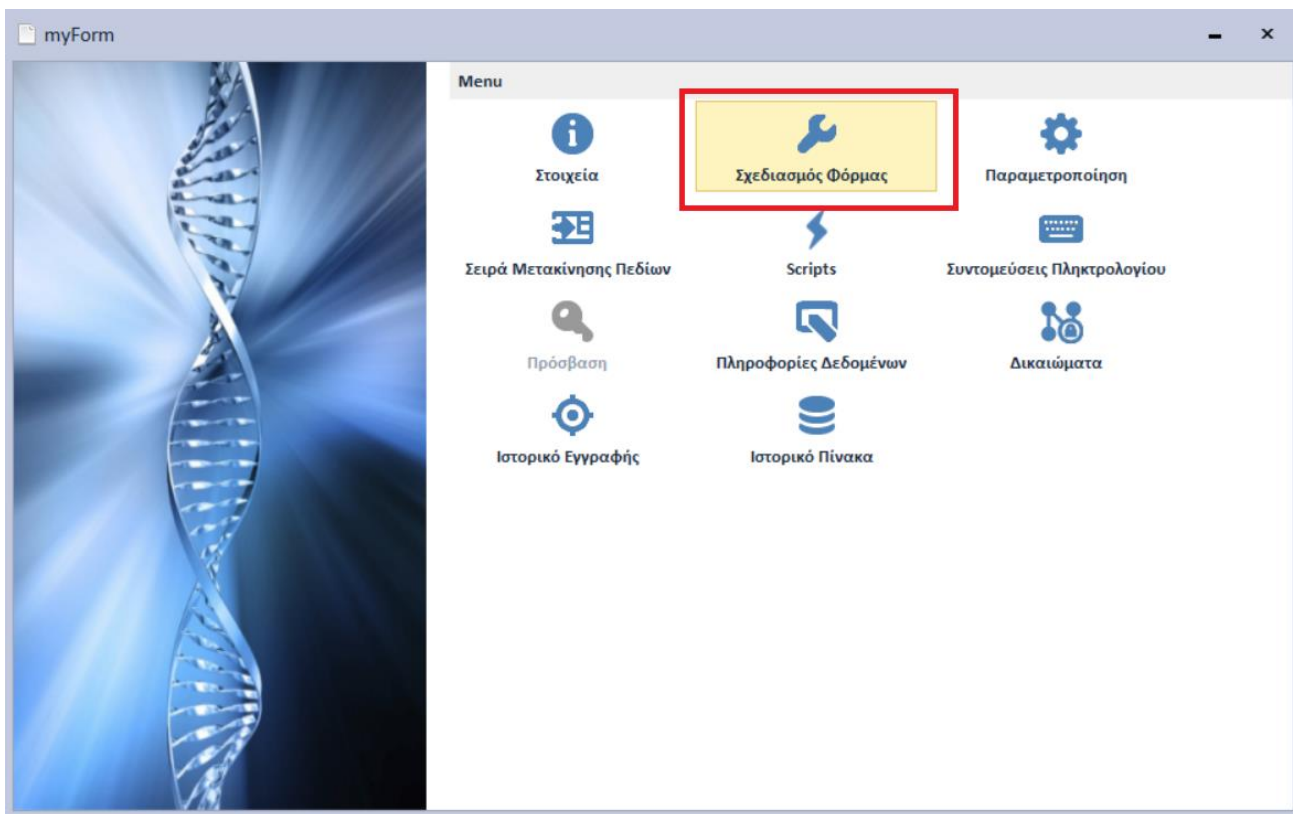 myForm
Menu
Στοιχεία
Σχεδιασμός Φόρμας
Παραμετροποίηση
Σειρά Μετακίνησης Πεδίων
Scripts
Συντομεύσεις Πληκτρολογίου
Πρόσβαση
Πληροφορίες Δεδομένων
Δικαιώματα
Ιστορικό Εγγραφής
Ιστορικό Πίνακα